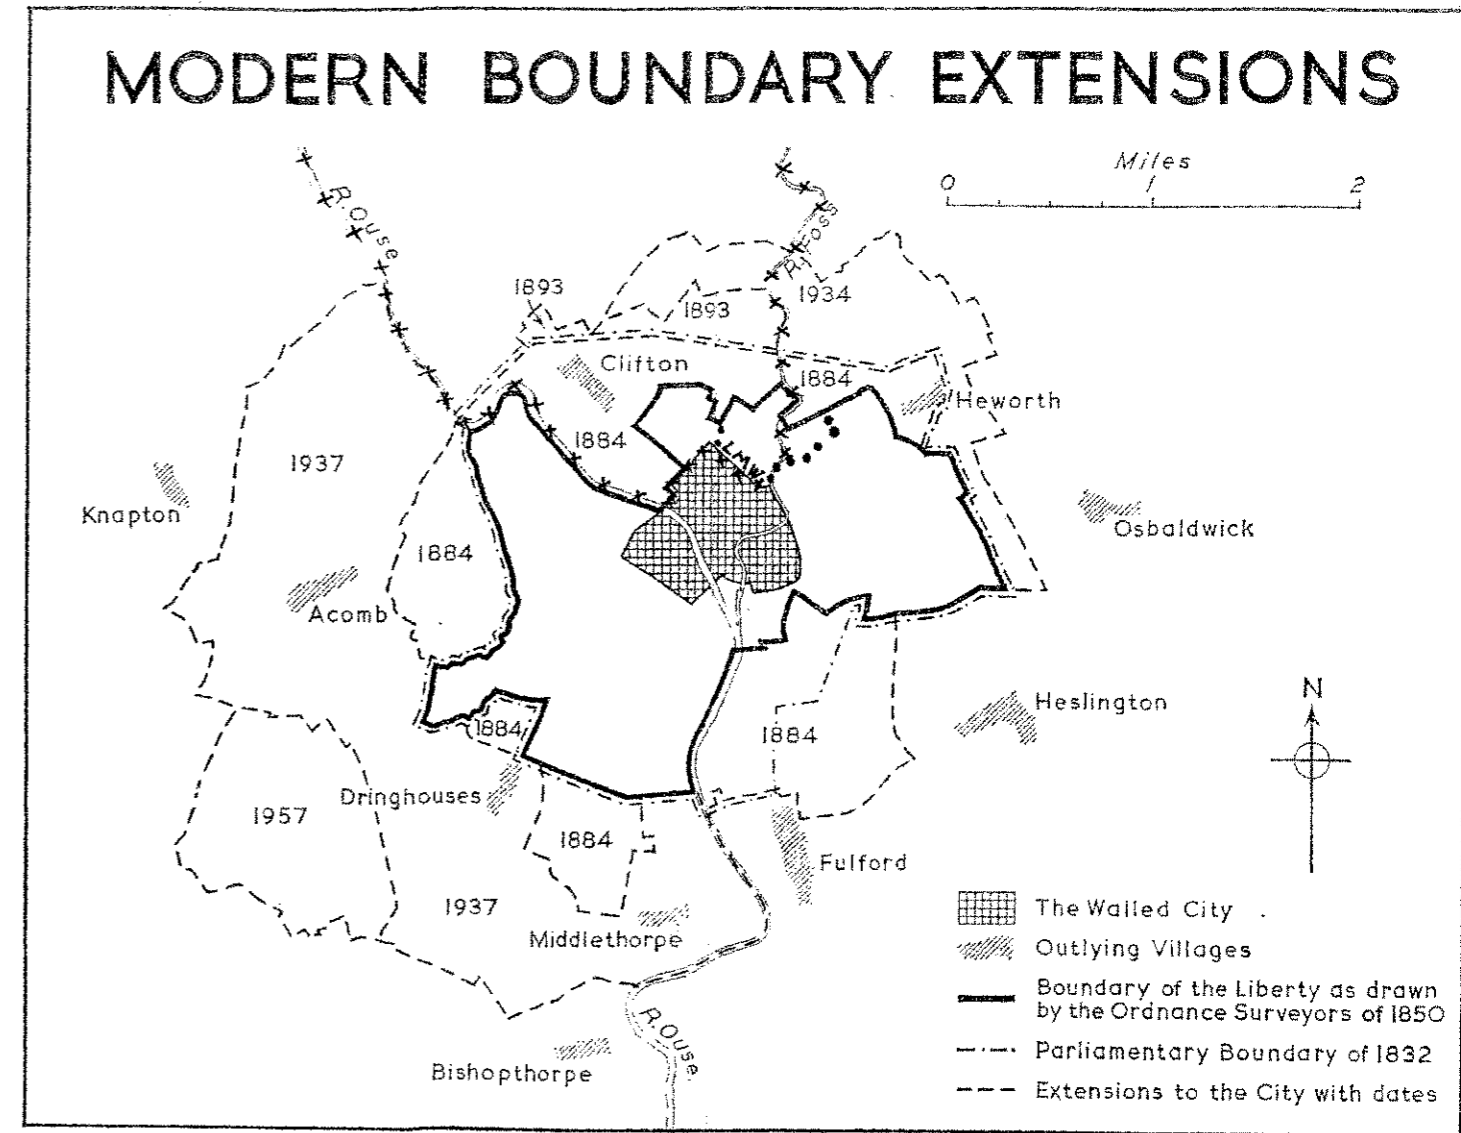 MODERN BOUNDARY EXTENSIONS
Miles
0 1 2
R. Ouse
R. Foss
1893
1893
1934
Clifton
1884
Heworth
1884
1937
LMW
Knapton
Osbaldwick
1884
Acomb
Heslington
N
1884
1884
Dringhouses
1957
1884
Fulford
1937
Middlethorpe
The Walled City .
Outlying Villages
Boundary of the Liberty as drawn
by the Ordnance Surveyors of 1850
R. Ouse.
Parliamentary Boundary of 1832
Bishopthorpe
Extensions to the City with dates